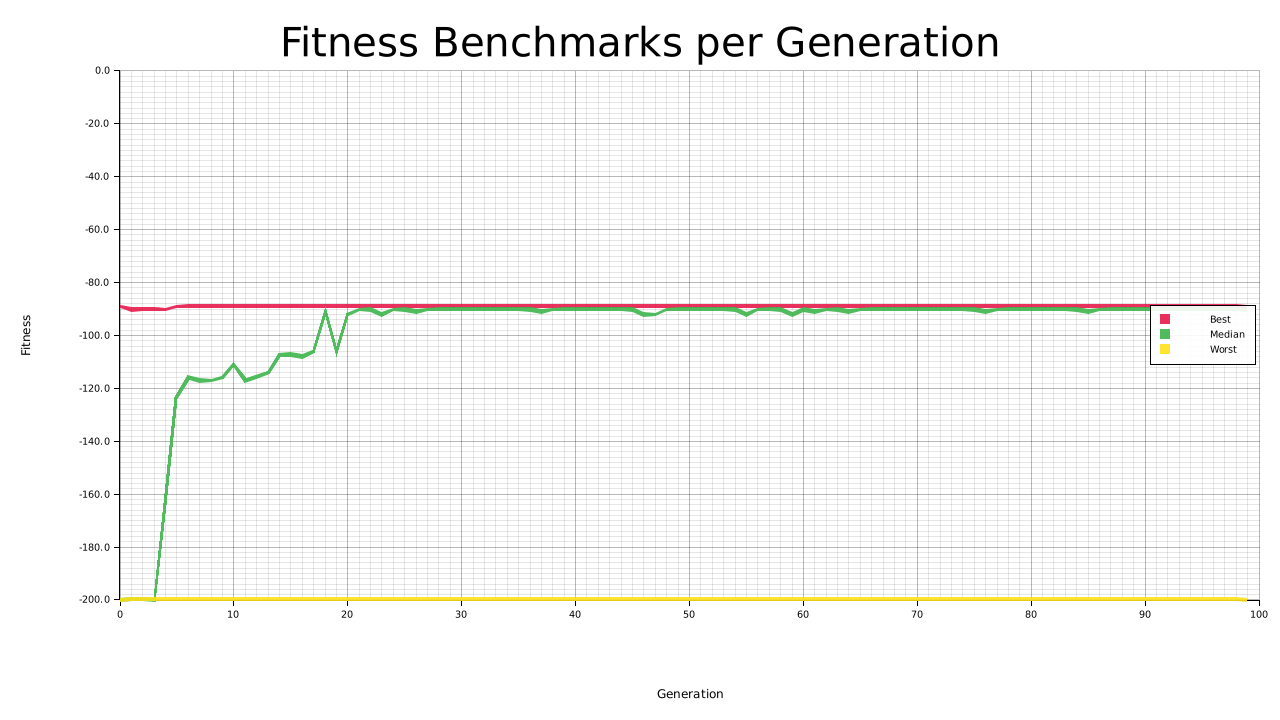 Fitness Benchmarks per Generation
0.0
-20.0
-40.0
-60.0
-80.0
-100.0
-120.0
-140.0
-160.0
-180.0
-200.0
Fitness
Best
Median
Worst
0 10 20 30 40 50 60 70 80 90 100
Generation